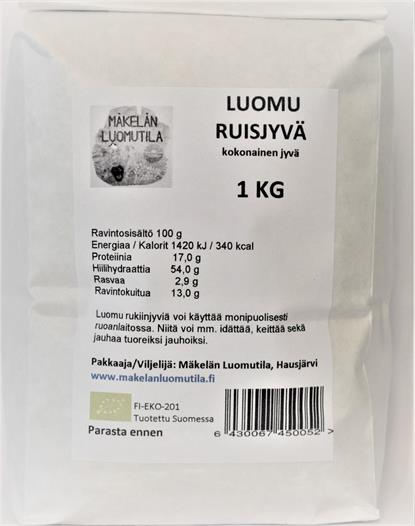 MÄKELÄN
LUOMUTILA
LUOMU
RUISJYVÄ
kokonainen jyvä
1 KG
Ravintosisältö 100 g
Energiaa / Kalorit 1420 kJ / 340 kcal
Proteiinia 17,0 g
Hiilihydraattia 54,0 g
Rasvaa 2,9 g
Ravintokuitua 13,0 g
Luomu rukiinjyviä voi käyttää monipuolisesti
ruoanlaitossa. Niitä voi mm. idättää, keittää sekä
jauhaa tuoreiksi jauhoiksi.
Pakkaaja/Viljelijä: Mäkelän Luomutila, Hausjärvi
www.makelanluomutila.fi
FI-EKO-201
Tuotettu Suomessa
Parasta ennen
6 430067 450052 >